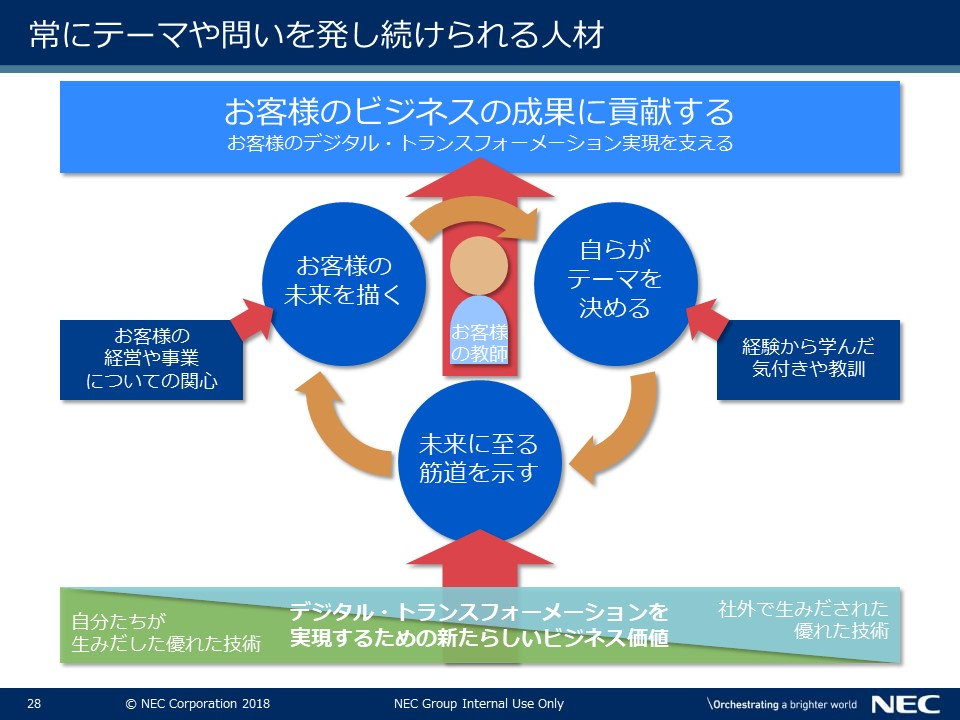 常にテーマや問いを発し続けられる人材
お客様のビジネスの成果に貢献する
お客様のデジタル・トランスフォーメーション実現を支える
お客様の
未来を描く
自らが
テーマを
決める
お客様
の教師
お客様の
経営や事業
についての関心
経験から学んだ
気付きや教訓
未来に至る
筋道を示す
自分たちが
生みだした優れた技術
デジタル・トランスフォーメーションを
実現するための新たらしいビジネス価値
社外で生みだされた
優れた技術
28
© NEC Corporation 2018
NEC Group Internal Use Only
\Orchestrating a brighter world
NEC